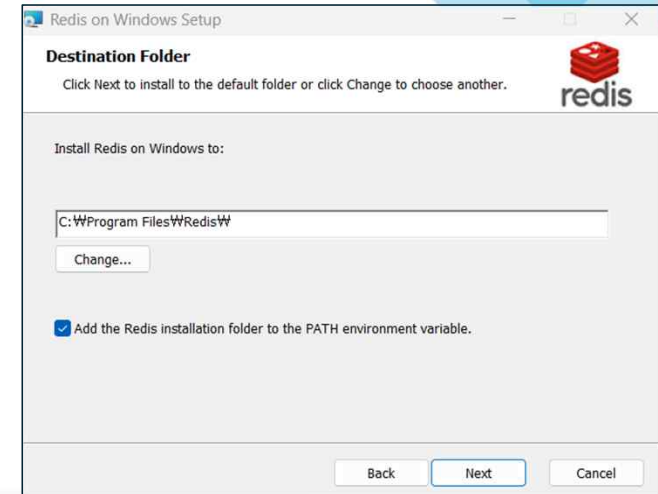 Redis on Windows Setup
Destination Folder
Click Next to install to the default folder or click Change to choose another.
redis
Install Redis on Windows to:
C:₩Program Files₩Redis₩
Change...
Add the Redis installation folder to the PATH environment variable.
Back
Next
Cancel